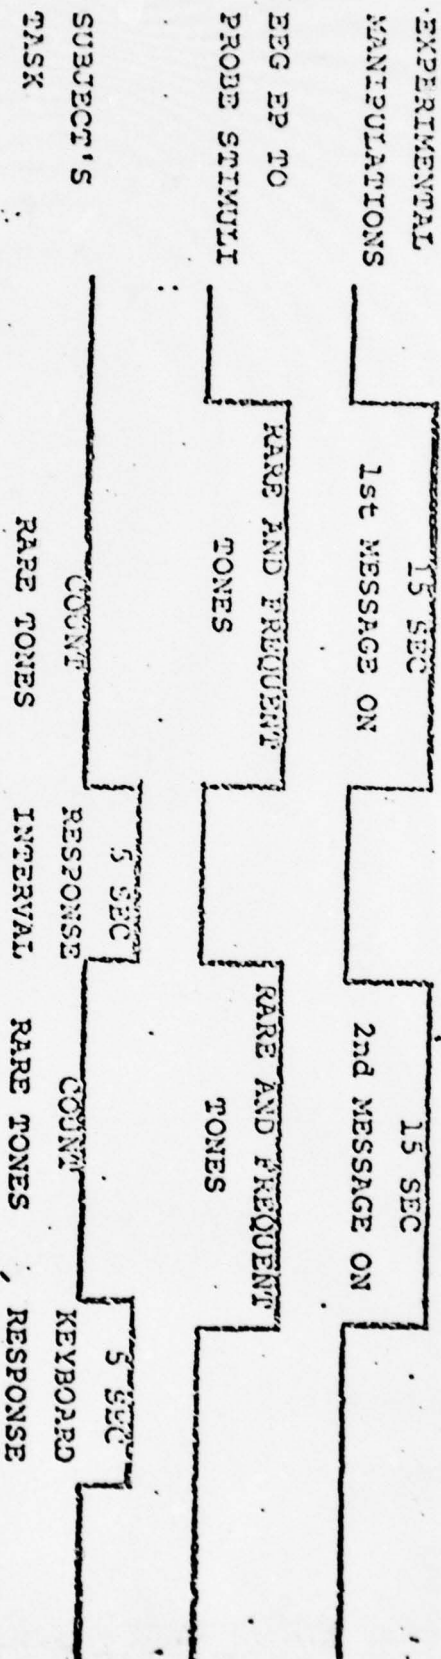 EXPERIMENTAL
MANIPULATIONS
15 SEC
1st MESSAGE ON
15 SEC
2nd MESSAGE ON
EEG EP TO
PROBE STIMULI
RARE AND FREQUENT
TONES
RARE AND FREQUENT
TONES
SUBJECT'S
TASK
COUNT
RARE TONES
5 SEC
RESPONSE
INTERVAL
COUNT
RARE TONES
5 SEC
KEYBOARD
RESPONSE